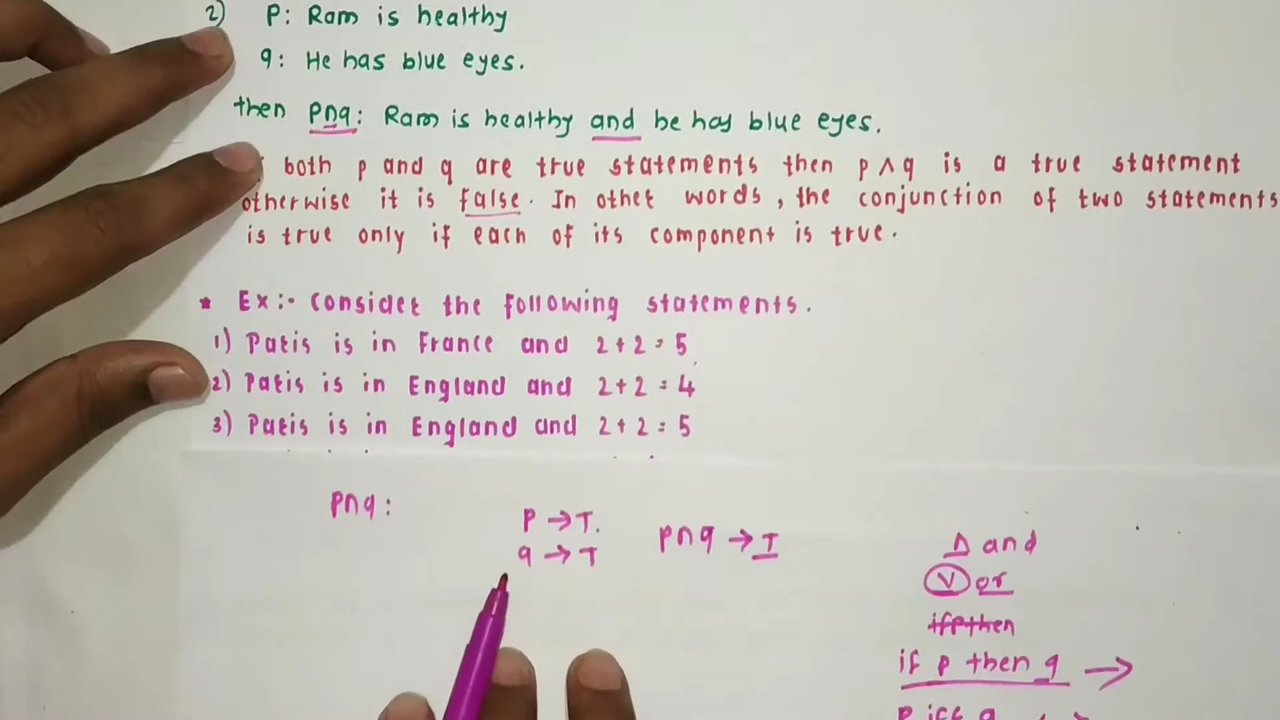 2) P: Ram is healthy
q: He has blue eyes.
then p∩q: Ram is healthy and he has blue eyes.
both p and q are true statements then p ∧ q is a true statement
otherwise it is false. In other words, the conjunction of two statements
is true only if each of its component is true.
* Ex:- Consider the following statements.
1) Paris is in France and 2+2=5
2) Paris is in England and 2+2=4
3) Paris is in England and 2+2=5
p∩q:
P → T.
q → T
p∩q → T
∧ and
V or
if p then
if p then q →
P iff q